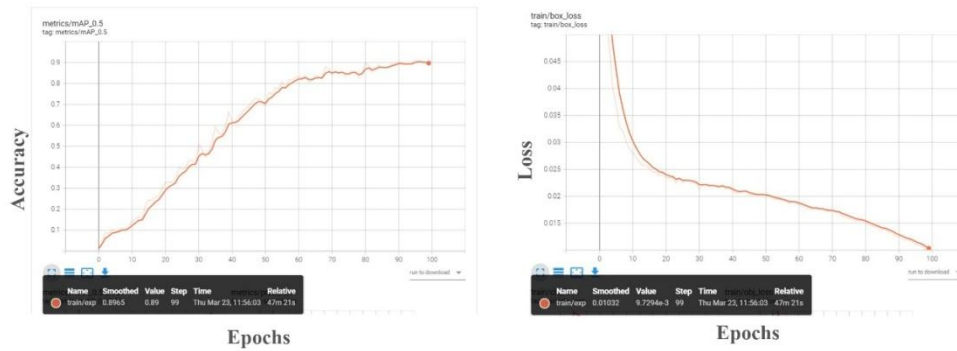 metrics/mAP_0.5
tag: metrics/mAP_0.5
0.9
0.8
0.7
0.6
0.5
0.4
0.3
0.2
0.1
0 10 20 30 40 50 60 70 80 90 100
Accuracy
run to download
Name Smoothed Value Step Time Relative
train/exp 0.8965 0.89 99 Thu Mar 23, 11:56:03 47m 21s
Epochs
train/box_loss
tag: train/box_loss
0.045
0.04
0.035
0.03
0.025
0.02
0.015
0 10 20 30 40 50 60 70 80 90 100
Loss
run to download
Name Smoothed Value Step Time Relative
train/exp 0.01032 9.7294e-3 99 Thu Mar 23, 11:56:03 47m 21s
Epochs